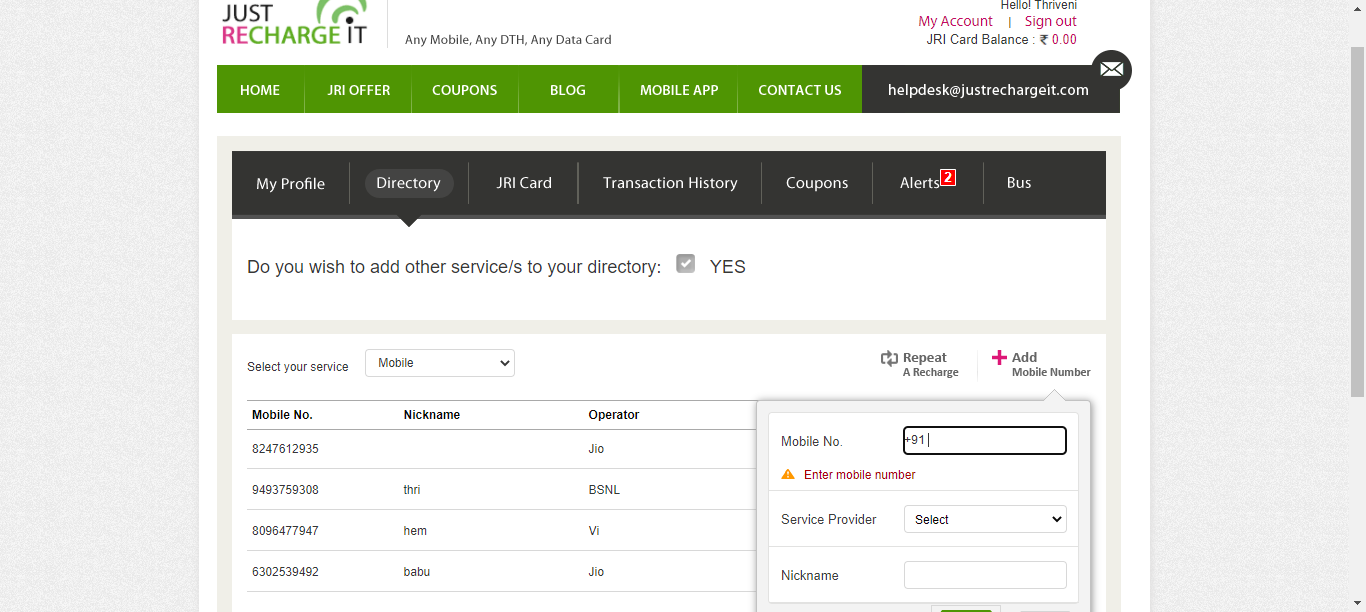 Hello! Thriveni
JUST
RECHARGE IT
Any Mobile, Any DTH, Any Data Card
My Account | Sign out
JRI Card Balance : ₹ 0.00
HOME JRI OFFER COUPONS BLOG MOBILE APP CONTACT US helpdesk@justrechargeit.com
My Profile Directory JRI Card Transaction History Coupons Alerts 2 Bus
Do you wish to add other service/s to your directory: YES
Select your service Mobile
Repeat
A Recharge
Add
Mobile Number
Mobile No. Nickname Operator
8247612935 Jio
9493759308 thri BSNL
8096477947 hem Vi
6302539492 babu Jio
Mobile No. +91
Enter mobile number
Service Provider Select
Nickname